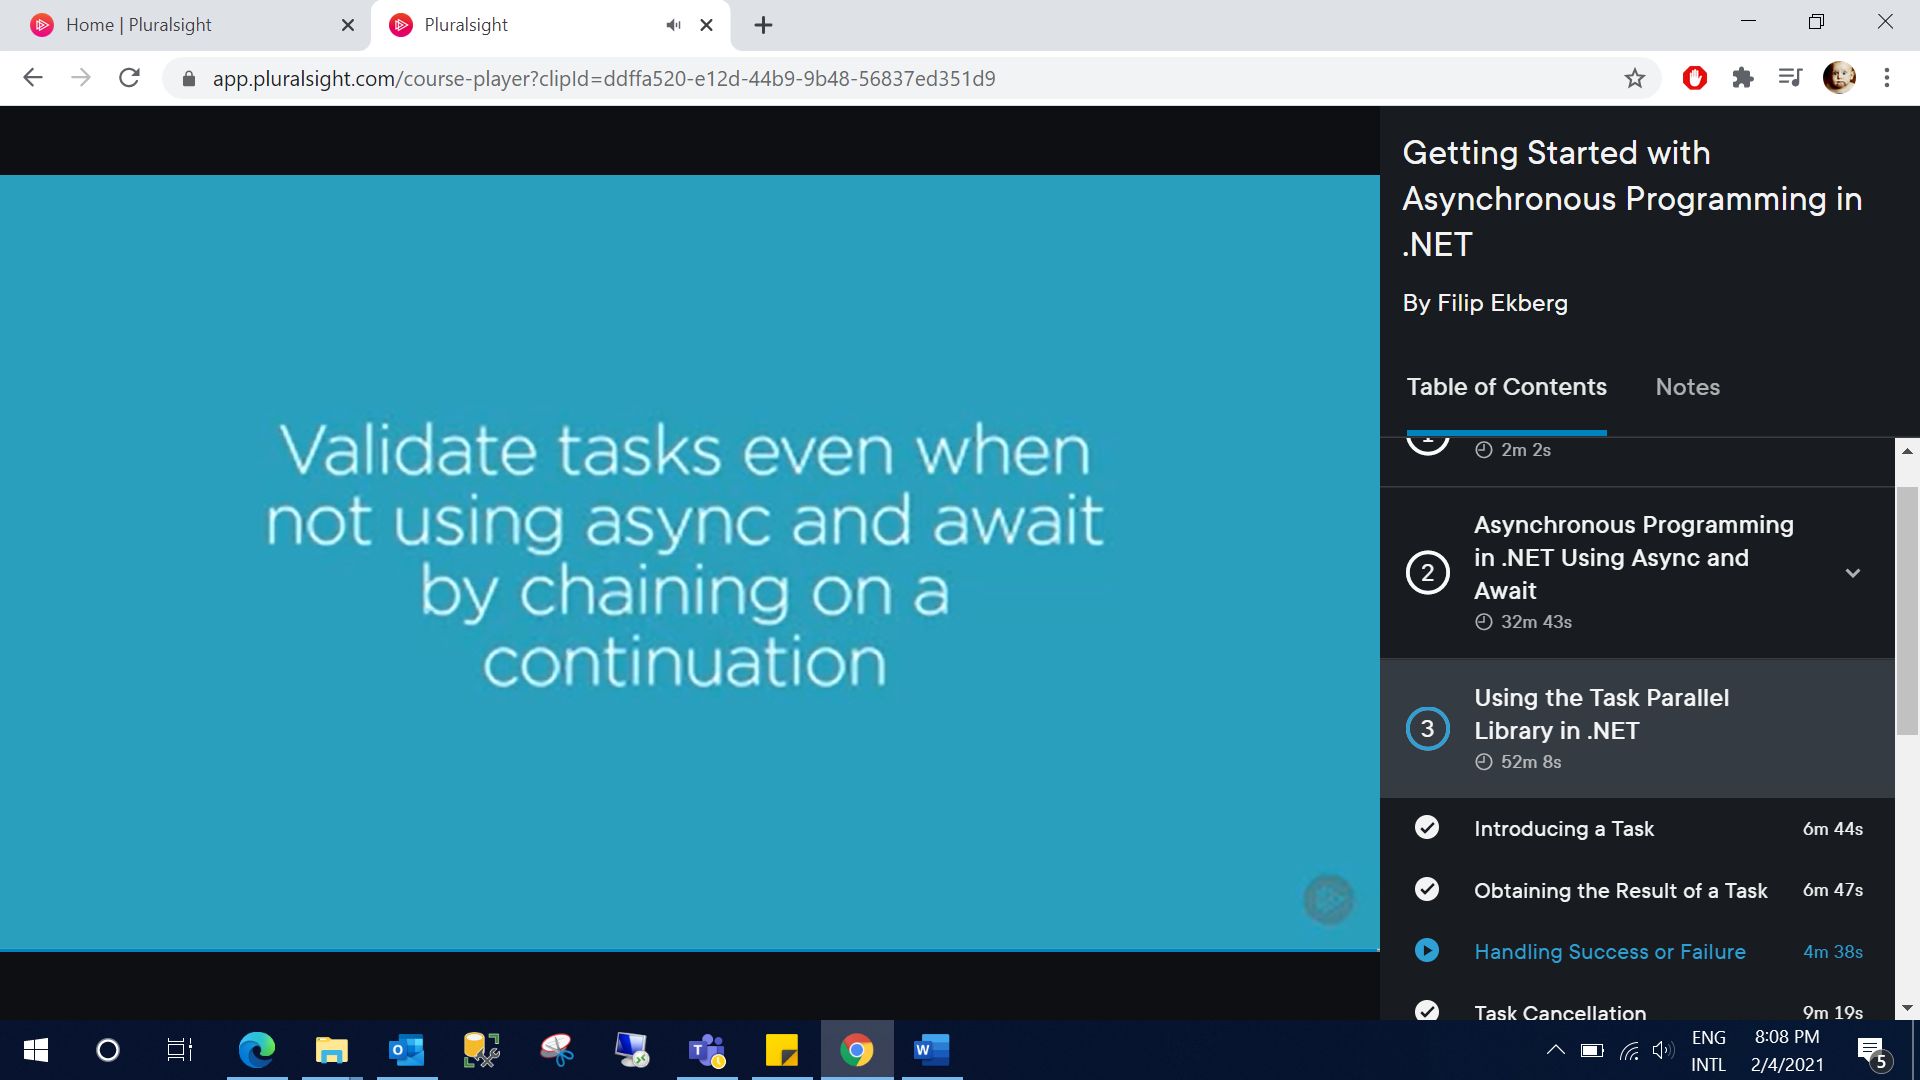 Home | Pluralsight
Pluralsight
app.pluralsight.com/course-player?clipId=ddffa520-e12d-44b9-9b48-56837ed351d9
Validate tasks even when
not using async and await
by chaining on a
continuation
Getting Started with
Asynchronous Programming in
.NET
By Filip Ekberg
Table of Contents
Notes
1
2m 2s
2
Asynchronous Programming
in .NET Using Async and
Await
32m 43s
3
Using the Task Parallel
Library in .NET
52m 8s
Introducing a Task 6m 44s
Obtaining the Result of a Task 6m 47s
Handling Success or Failure 4m 38s
Task Cancellation 9m 19s
ENG
INTL
8:08 PM
2/4/2021
5